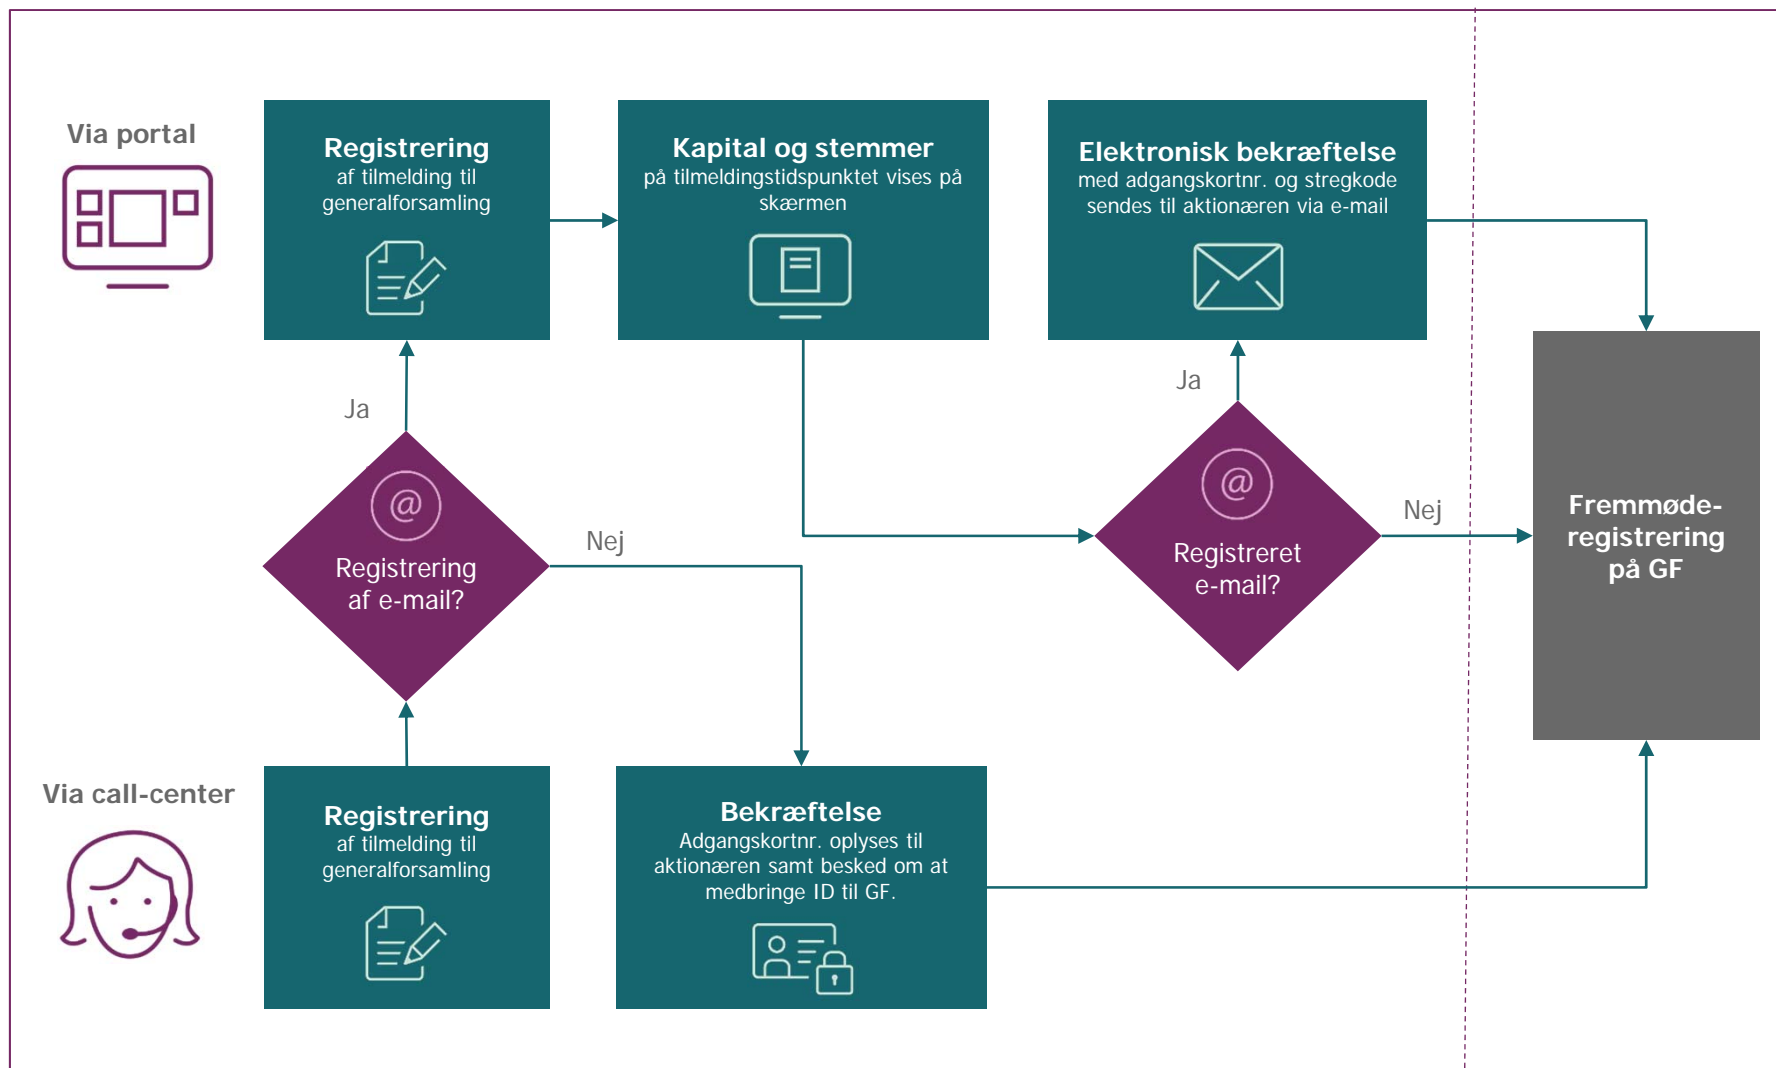 Via portal
Registrering
af tilmelding til
generalforsamling
Kapital og stemmer
på tilmeldingstidspunktet vises på
skærmen
Elektronisk bekræftelse
med adgangskortnr. og stregkode
sendes til aktionæren via e-mail
Ja
Ja
@
Registrering
af e-mail?
Nej
@
Registreret
e-mail?
Nej
Fremmøde-
registrering
på GF
Via call-center
Registrering
af tilmelding til
generalforsamling
Bekræftelse
Adgangskortnr. oplyses til
aktionæren samt besked om at
medbringe ID til GF.